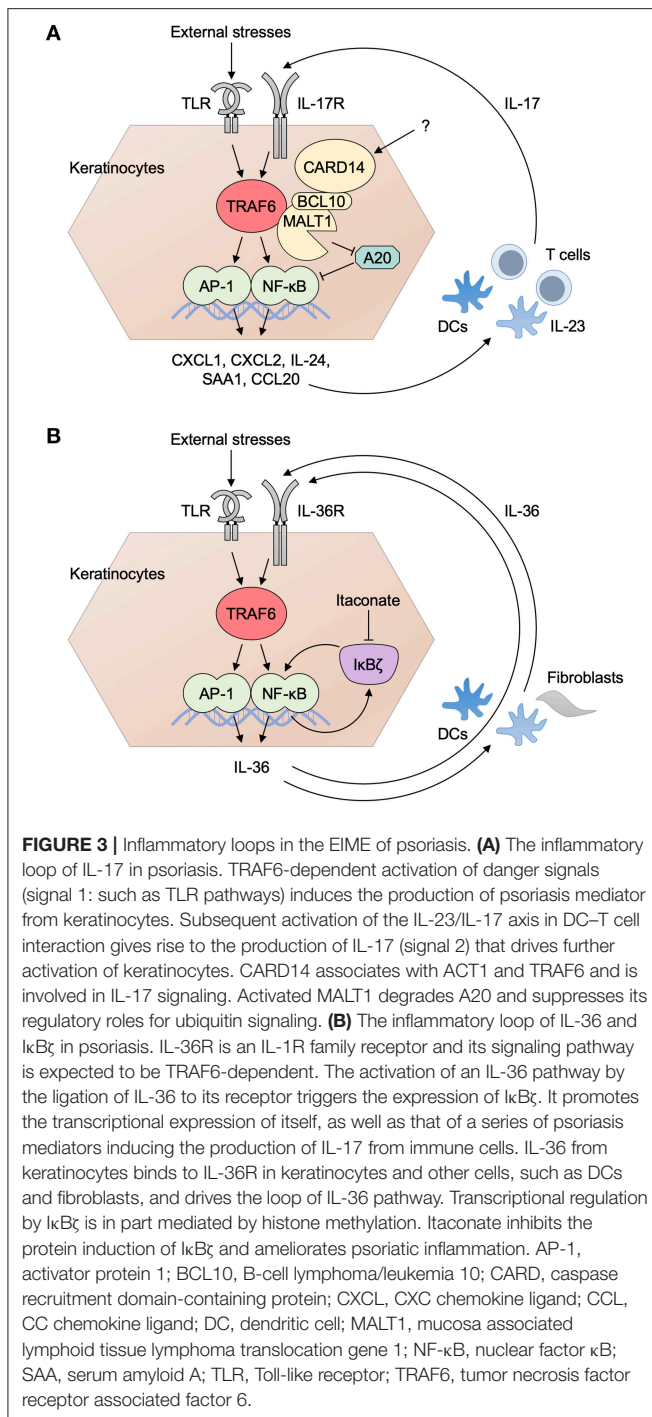 A
External stresses
TLR
IL-17R
IL-17
?
Keratinocytes
CARD14
BCL10
TRAF6
MALT1
A20
T cells
AP-1
NF-κB
DCs
IL-23
CXCL1, CXCL2, IL-24,
SAA1, CCL20
B
External stresses
TLR
IL-36R
IL-36
Keratinocytes
Itaconate
TRAF6
IκBζ
Fibroblasts
AP-1
NF-κB
DCs
IL-36
FIGURE 3 | Inflammatory loops in the EIME of psoriasis. (A) The inflammatory
loop of IL-17 in psoriasis. TRAF6-dependent activation of danger signals
(signal 1: such as TLR pathways) induces the production of psoriasis mediator
from keratinocytes. Subsequent activation of the IL-23/IL-17 axis in DC–T cell
interaction gives rise to the production of IL-17 (signal 2) that drives further
activation of keratinocytes. CARD14 associates with ACT1 and TRAF6 and is
involved in IL-17 signaling. Activated MALT1 degrades A20 and suppresses its
regulatory roles for ubiquitin signaling. (B) The inflammatory loop of IL-36 and
IκBζ in psoriasis. IL-36R is an IL-1R family receptor and its signaling pathway
is expected to be TRAF6-dependent. The activation of an IL-36 pathway by
the ligation of IL-36 to its receptor triggers the expression of IκBζ. It promotes
the transcriptional expression of itself, as well as that of a series of psoriasis
mediators inducing the production of IL-17 from immune cells. IL-36 from
keratinocytes binds to IL-36R in keratinocytes and other cells, such as DCs
and fibroblasts, and drives the loop of IL-36 pathway. Transcriptional regulation
by IκBζ is in part mediated by histone methylation. Itaconate inhibits the
protein induction of IκBζ and ameliorates psoriatic inflammation. AP-1,
activator protein 1; BCL10, B-cell lymphoma/leukemia 10; CARD, caspase
recruitment domain-containing protein; CXCL, CXC chemokine ligand; CCL,
CC chemokine ligand; DC, dendritic cell; MALT1, mucosa associated
lymphoid tissue lymphoma translocation gene 1; NF-κB, nuclear factor κB;
SAA, serum amyloid A; TLR, Toll-like receptor; TRAF6, tumor necrosis factor
receptor associated factor 6.